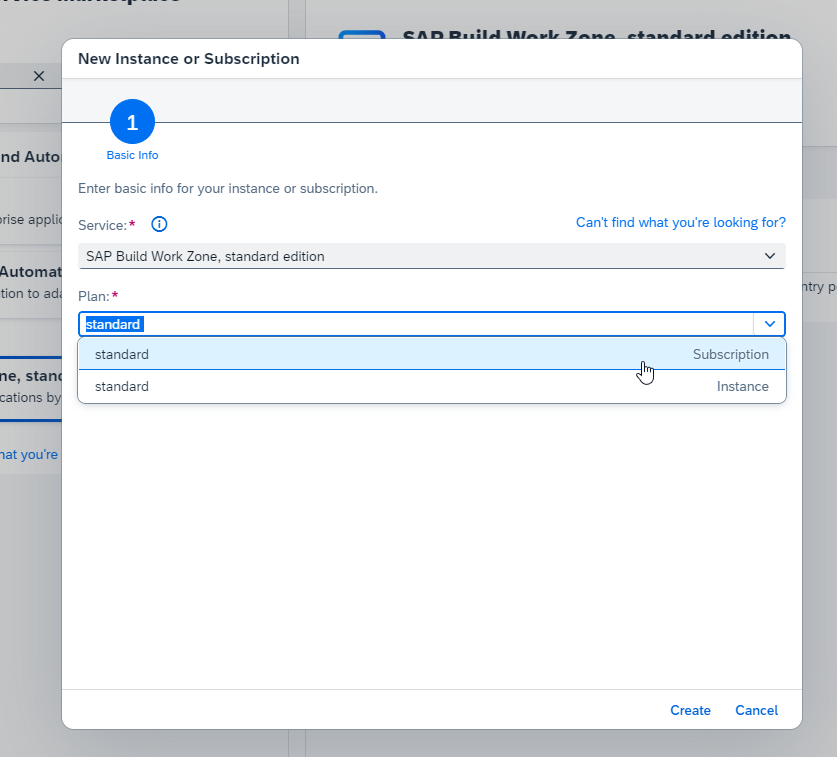 SAP Build Work Zone, standard edition
New Instance or Subscription
1
Basic Info
Enter basic info for your instance or subscription.
Service:*
Can't find what you're looking for?
SAP Build Work Zone, standard edition
Plan:*
standard
standard Subscription
standard Instance
Create Cancel
nd Auto
prise applic
Automat
tion to ada
ne, stand
cations by
hat you're
ntry p